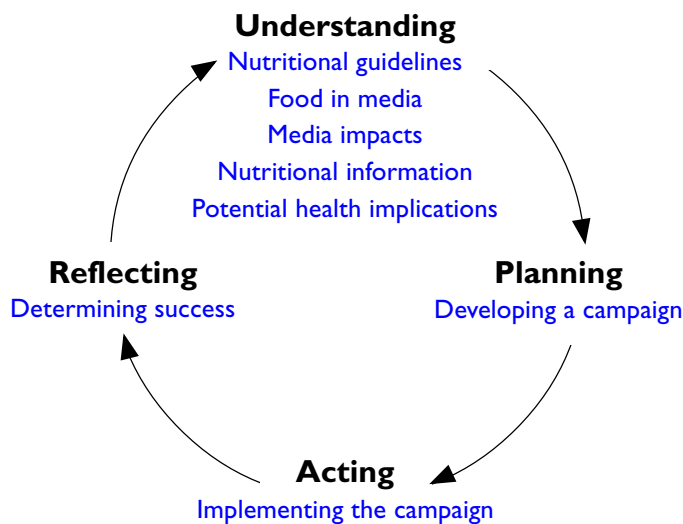 Understanding
Nutritional guidelines
Food in media
Media impacts
Nutritional information
Potential health implications
Reflecting
Determining success
Planning
Developing a campaign
Acting
Implementing the campaign